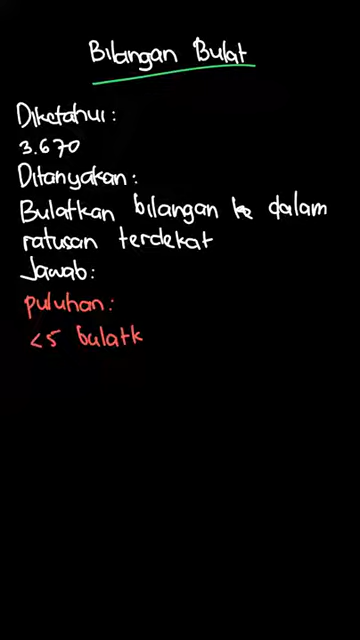 Bilangan Bulat
Diketahui:
3.670
Ditanyakan:
Bulatkan bilangan ke dalam
ratusan terdekat
Jawab:
puluhan:
<5 bulatk